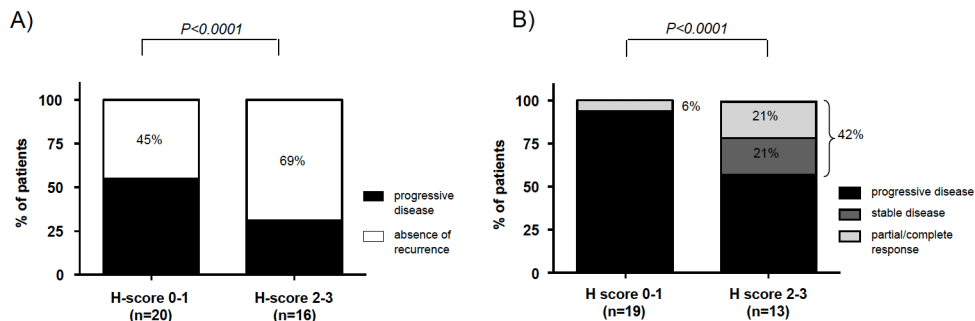 A)
P<0.0001
% of patients
100
75
50
25
0
45%
69%
progressive
disease
absence of
recurrence
H-score 0-1
(n=20)
H-score 2-3
(n=16)
B)
P<0.0001
% of patients
100
75
50
25
0
6%
21%
21%
42%
progressive disease
stable disease
partial/complete
response
H score 0-1
(n=19)
H score 2-3
(n=13)